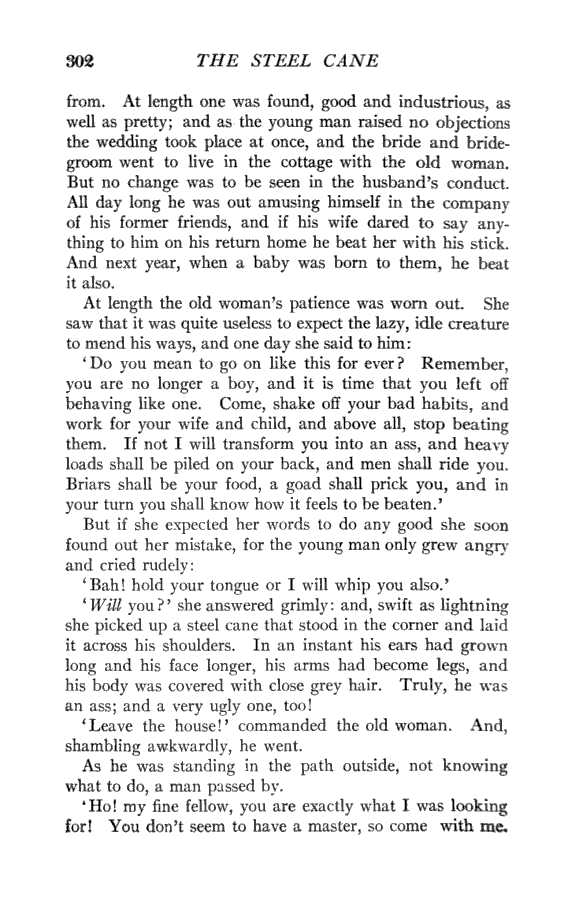 302 THE STEEL CANE
from. At length one was found, good and industrious, as
well as pretty; and as the young man raised no objections
the wedding took place at once, and the bride and bride-
groom went to live in the cottage with the old woman.
But no change was to be seen in the husband's conduct.
All day long he was out amusing himself in the company
of his former friends, and if his wife dared to say any-
thing to him on his return home he beat her with his stick.
And next year, when a baby was born to them, he beat
it also.
At length the old woman's patience was worn out. She
saw that it was quite useless to expect the lazy, idle creature
to mend his ways, and one day she said to him:
'Do you mean to go on like this for ever? Remember,
you are no longer a boy, and it is time that you left off
behaving like one. Come, shake off your bad habits, and
work for your wife and child, and above all, stop beating
them. If not I will transform you into an ass, and heavy
loads shall be piled on your back, and men shall ride you.
Briars shall be your food, a goad shall prick you, and in
your turn you shall know how it feels to be beaten.'
But if she expected her words to do any good she soon
found out her mistake, for the young man only grew angry
and cried rudely:
'Bah! hold your tongue or I will whip you also.'
'Will you?' she answered grimly: and, swift as lightning
she picked up a steel cane that stood in the corner and laid
it across his shoulders. In an instant his ears had grown
long and his face longer, his arms had become legs, and
his body was covered with close grey hair. Truly, he was
an ass; and a very ugly one, too!
'Leave the house!' commanded the old woman. And,
shambling awkwardly, he went.
As he was standing in the path outside, not knowing
what to do, a man passed by.
'Ho! my fine fellow, you are exactly what I was looking
for! You don't seem to have a master, so come with me.